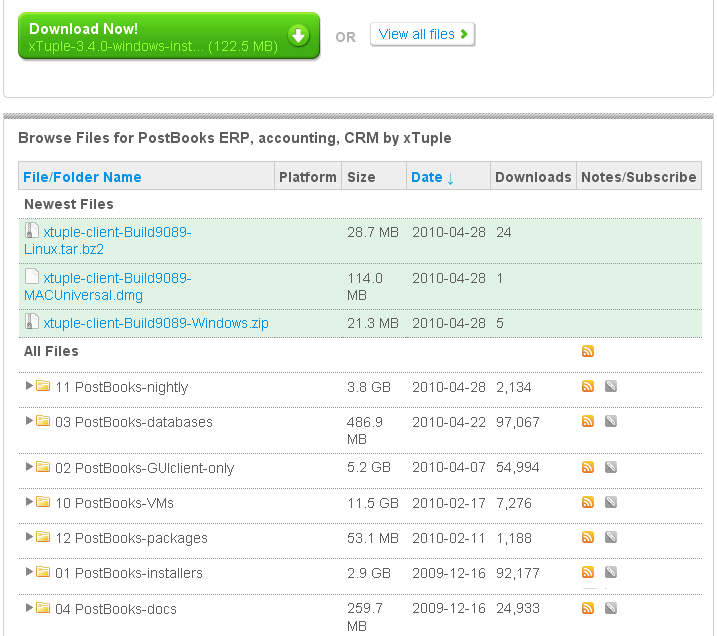 Download Now!
xTuple-3.4.0-windows-inst... (122.5 MB)
OR
View all files
Browse Files for PostBooks ERP, accounting, CRM by xTuple
File/Folder Name Platform Size Date ↓ Downloads Notes/Subscribe
Newest Files
xtuple-client-Build9089- 28.7 MB 2010-04-28 24
Linux.tar.bz2
xtuple-client-Build9089- 114.0 2010-04-28 1
MACUniversal.dmg MB
xtuple-client-Build9089-Windows.zip 21.3 MB 2010-04-28 5
All Files
11 PostBooks-nightly 3.8 GB 2010-04-28 2,134
03 PostBooks-databases 486.9 2010-04-22 97,067
MB
02 PostBooks-GUIclient-only 5.2 GB 2010-04-07 54,994
10 PostBooks-VMs 11.5 GB 2010-02-17 7,276
12 PostBooks-packages 53.1 MB 2010-02-11 1,188
01 PostBooks-installers 2.9 GB 2009-12-16 92,177
04 PostBooks-docs 259.7 2009-12-16 24,933
MB